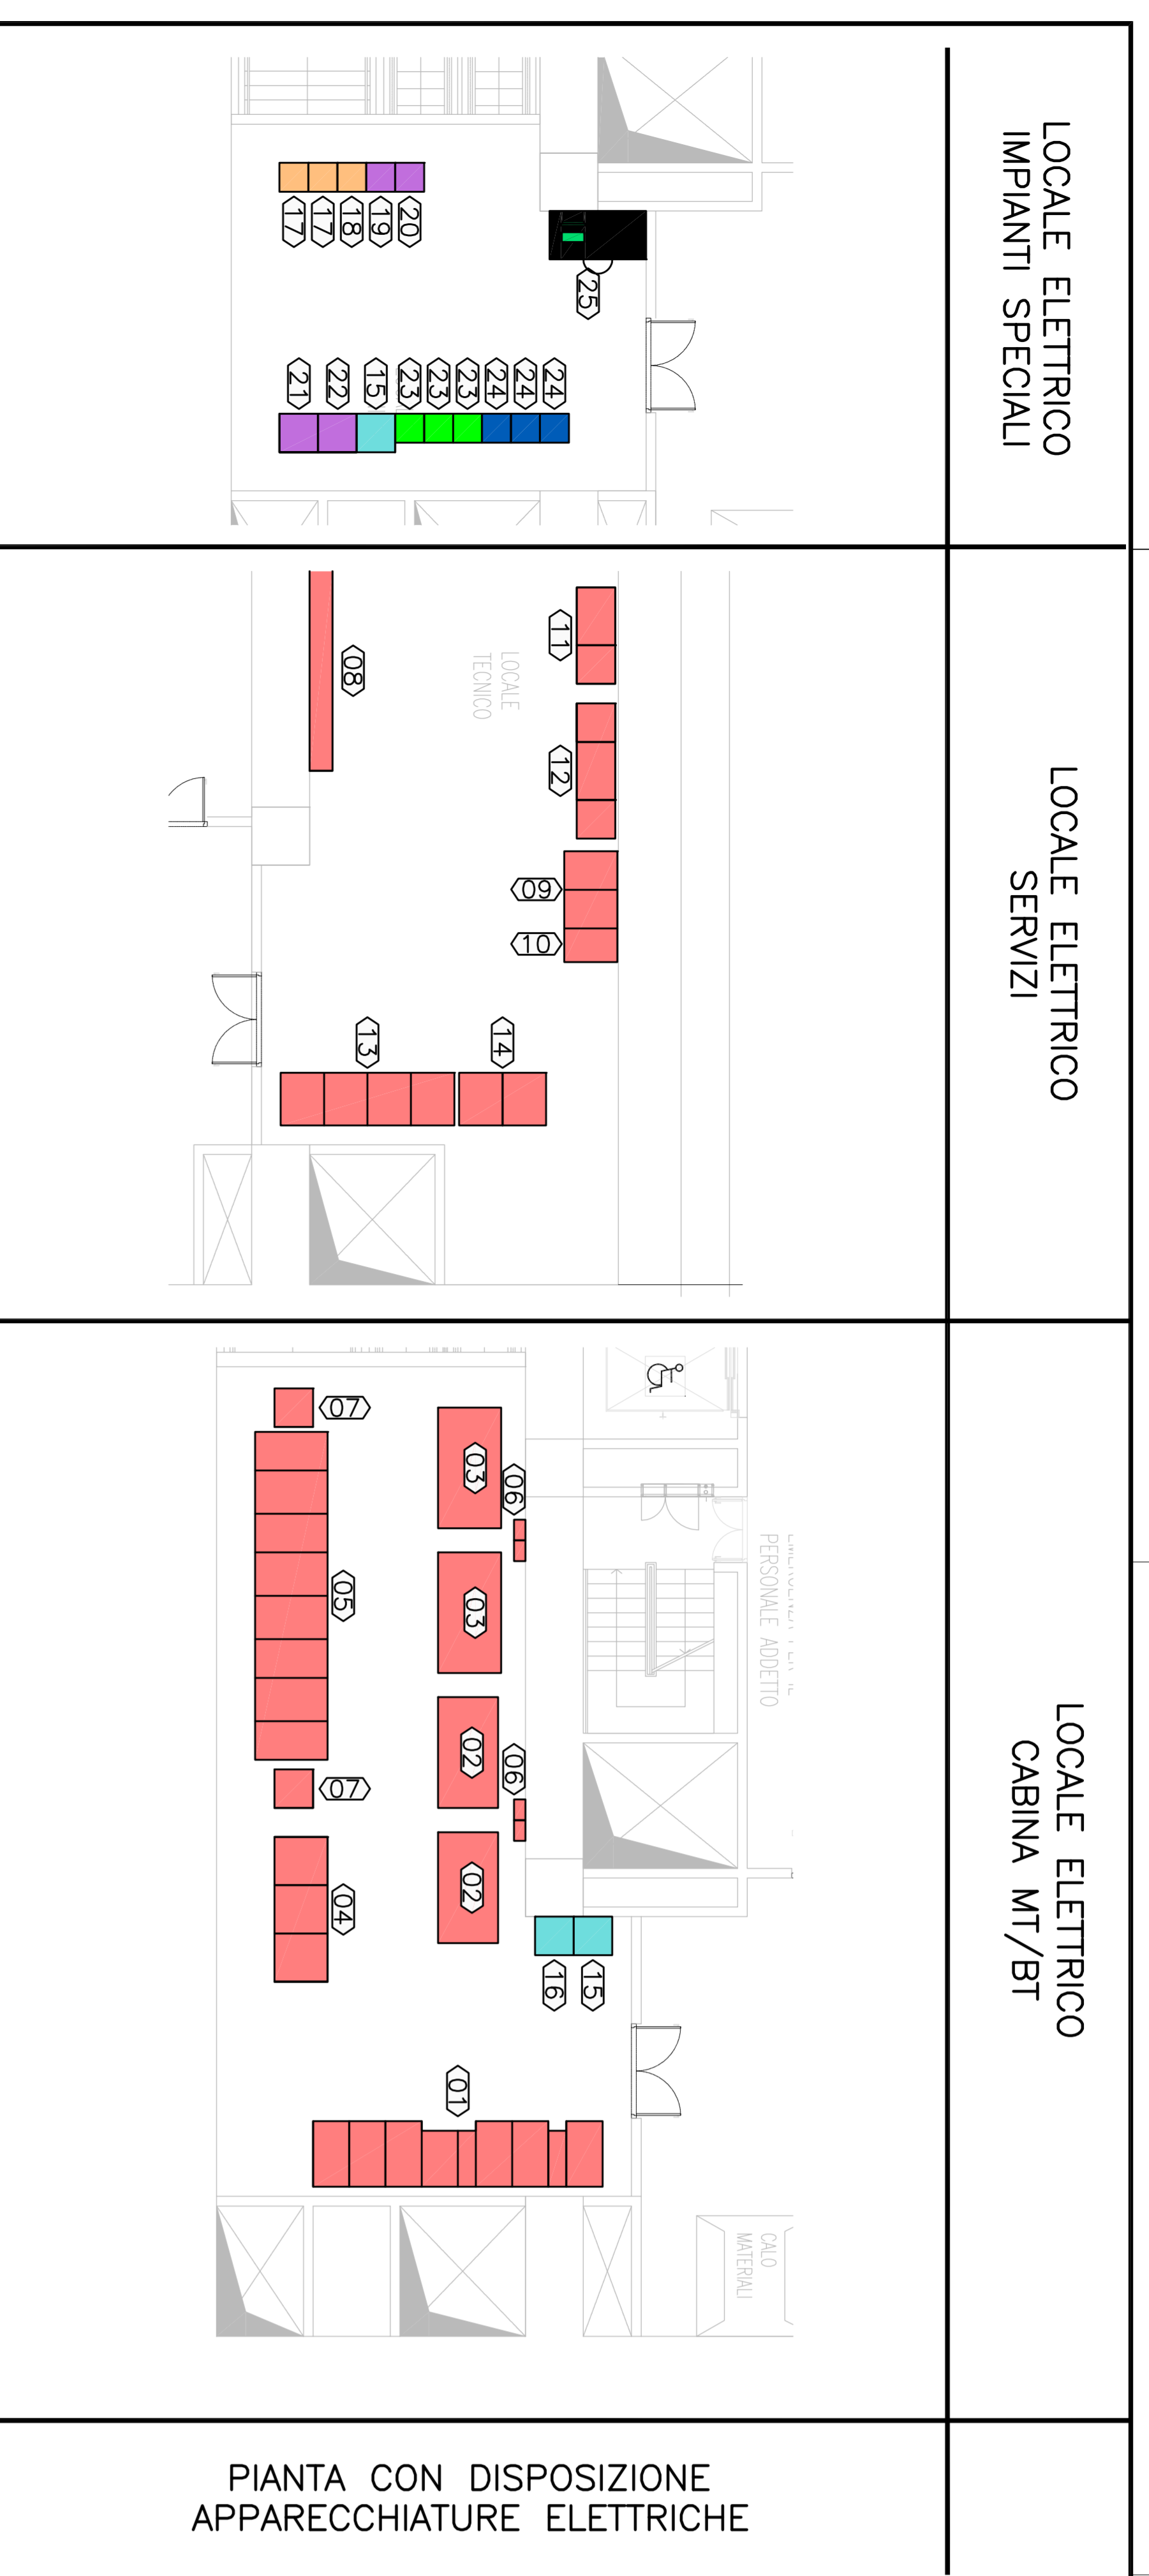 LOCALE ELETTRICO
IMPIANTI SPECIALI
17
17
18
19
20
25
21
22
15
23
23
23
24
24
24
LOCALE ELETTRICO
SERVIZI
LOCALE
TECNICO
08
11
12
09
10
13
14
LOCALE ELETTRICO
CABINA MT/BT
PERSONALE ADDETTO
07
03
06
05
03
02
06
07
02
04
16
15
01
CALO
MATERIALI
PIANTA CON DISPOSIZIONE
APPARECCHIATURE ELETTRICHE